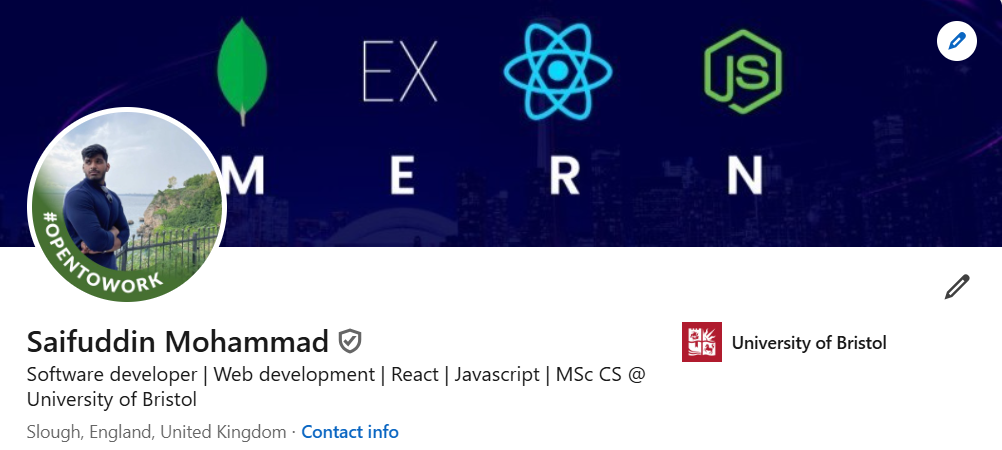 EX
JS
M E R N
#OPENTOWORK
Saifuddin Mohammad
University of Bristol
Software developer | Web development | React | Javascript | MSc CS @
University of Bristol
Slough, England, United Kingdom · Contact info